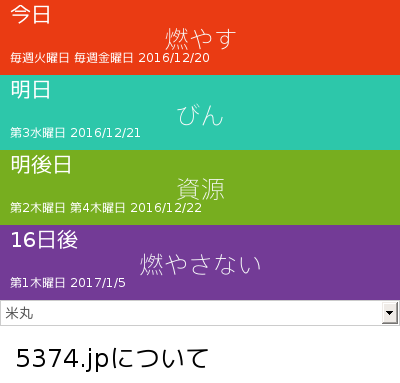 今日
燃やす
毎週火曜日 毎週金曜日 2016/12/20
明日
びん
第3水曜日 2016/12/21
明後日
資源
第2木曜日 第4木曜日 2016/12/22
16日後
燃やさない
第1木曜日 2017/1/5
米丸
5374.jpについて